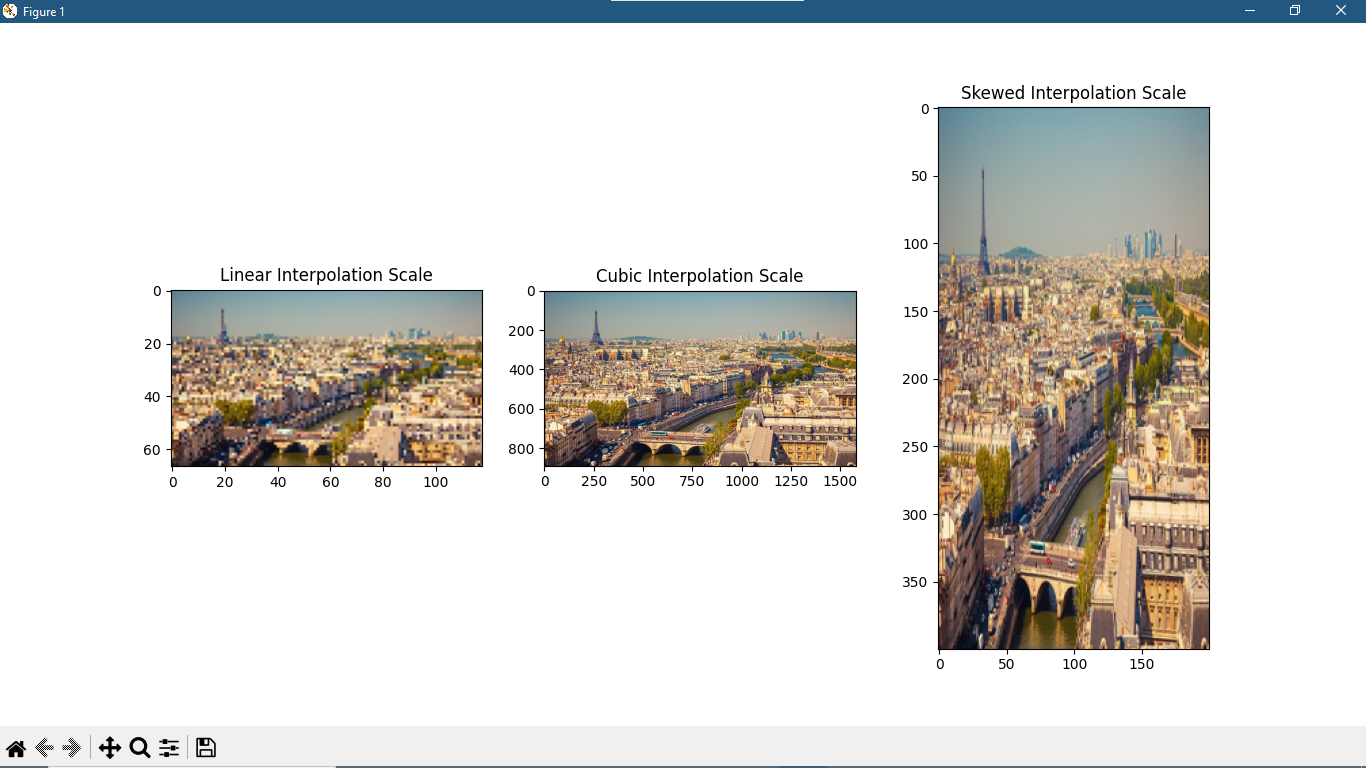 Figure 1
Linear Interpolation Scale
0
20
40
60
0 20 40 60 80 100
Cubic Interpolation Scale
0
200
400
600
800
0 250 500 750 1000 1250 1500
Skewed Interpolation Scale
0
50
100
150
200
250
300
350
0 50 100 150